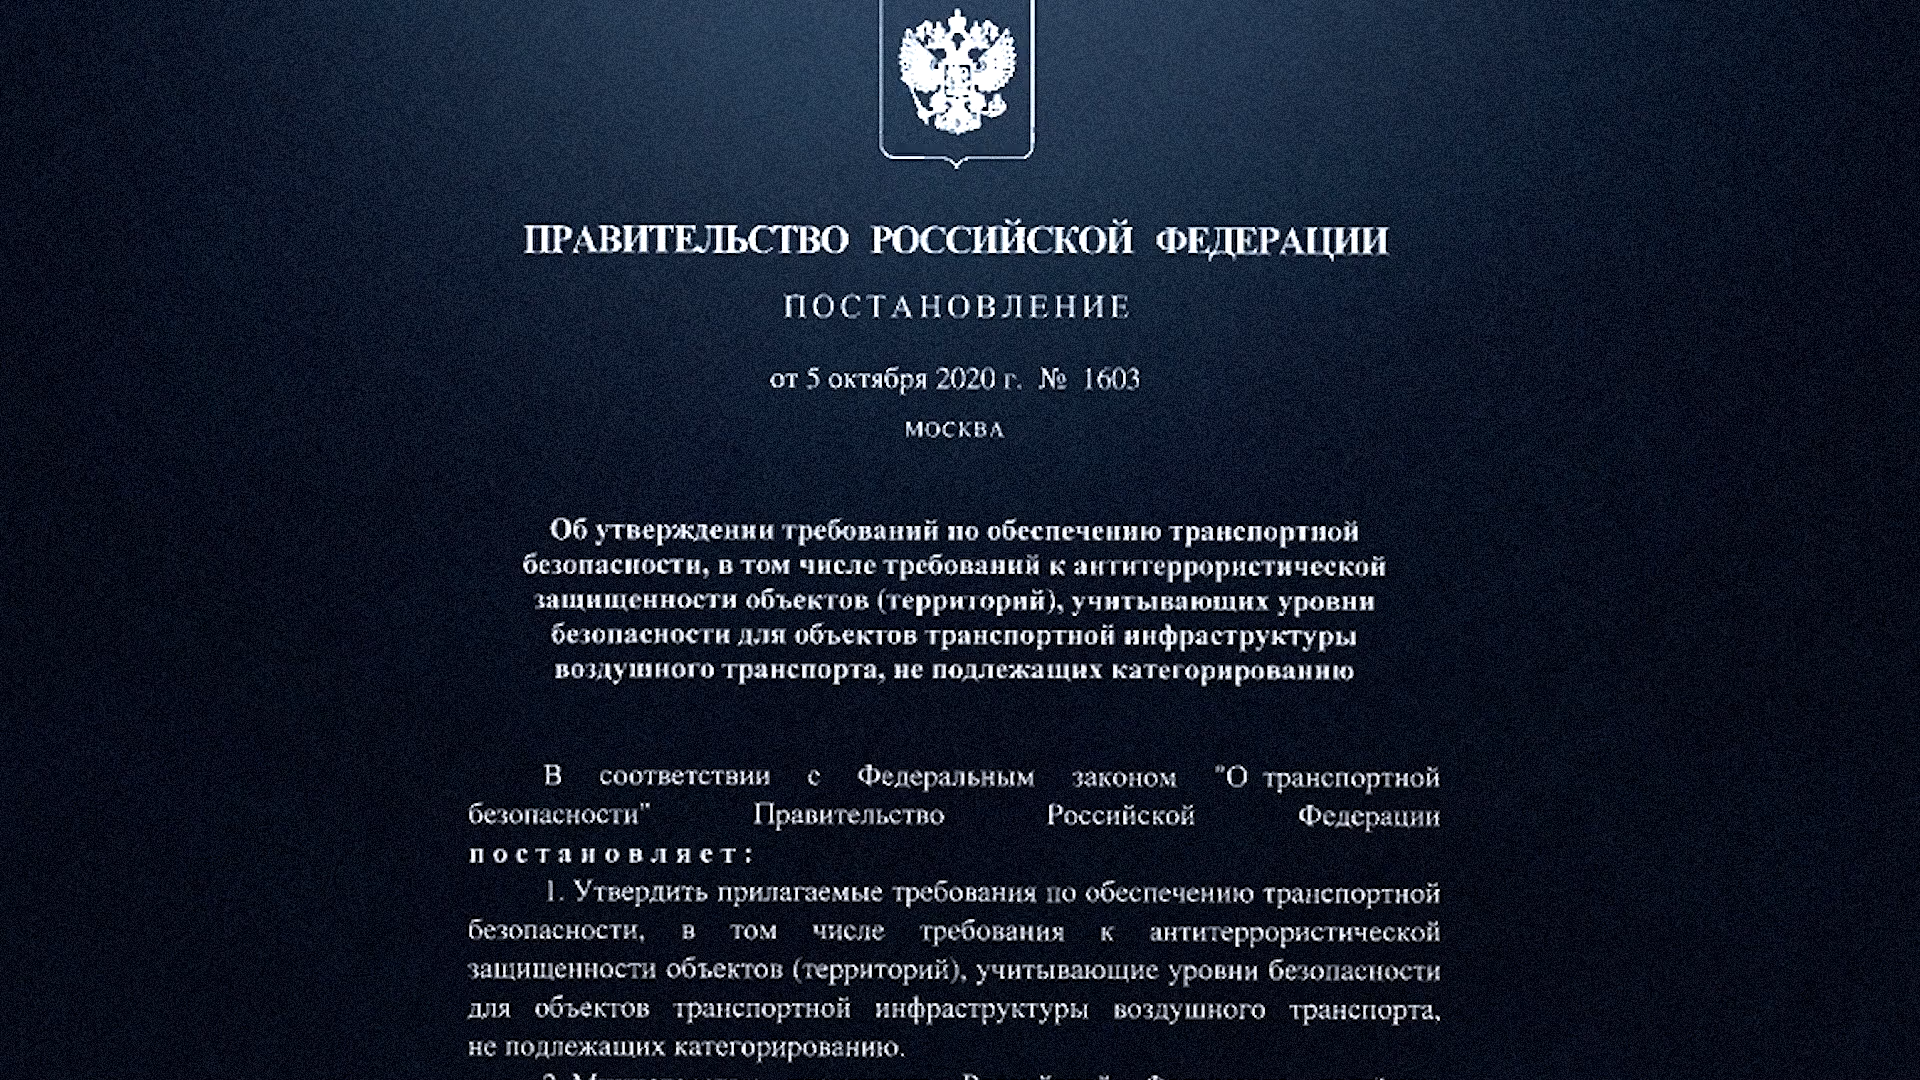 ПРАВИТЕЛЬСТВО РОССИЙСКОЙ ФЕДЕРАЦИИ
ПОСТАНОВЛЕНИЕ
от 5 октября 2020 г. № 1603
МОСКВА
Об утверждении требований по обеспечению транспортной
безопасности, в том числе требований к антитеррористической
защищенности объектов (территорий), учитывающих уровни
безопасности для объектов транспортной инфраструктуры
воздушного транспорта, не подлежащих категорированию
В соответствии с Федеральным законом "О транспортной
безопасности" Правительство Российской Федерации
постановляет:
1. Утвердить прилагаемые требования по обеспечению транспортной
безопасности, в том числе требования к антитеррористической
защищенности объектов (территорий), учитывающие уровни безопасности
для объектов транспортной инфраструктуры воздушного транспорта,
не подлежащих категорированию.